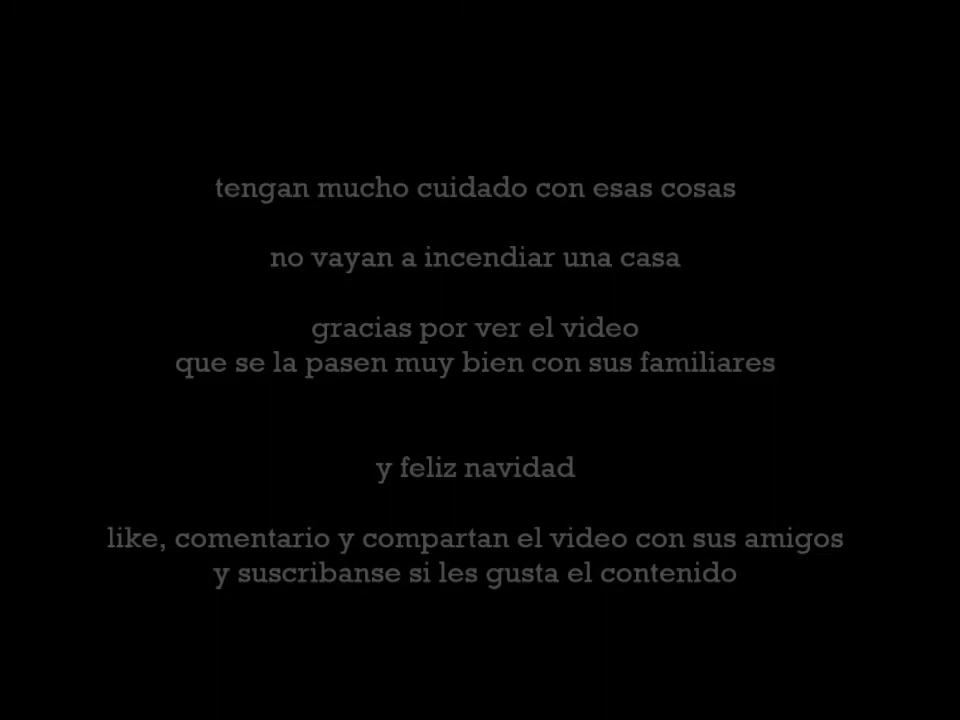 tengan mucho cuidado con esas cosas
no vayan a incendiar una casa
gracias por ver el video
que se la pasen muy bien con sus familiares
y feliz navidad
like, comentario y compartan el video con sus amigos
y suscribanse si les gusta el contenido